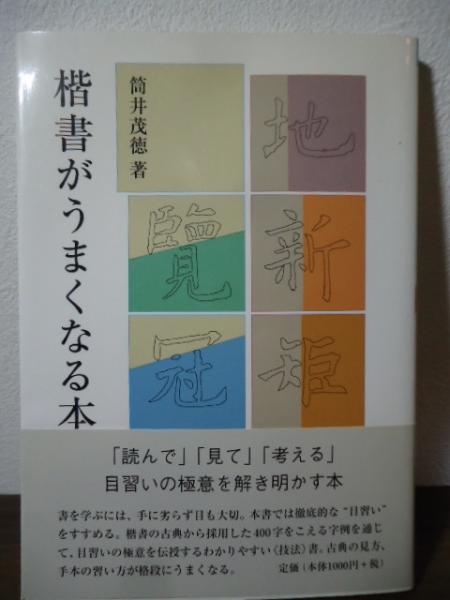 楷書がうまくなる本
筒井茂徳 著
地
新
覽
冠
「読んで」「見て」「考える」
目習いの極意を解き明かす本
書を学ぶには、手に劣らず目も大切。本書では徹底的な“目習い”
をすすめる。楷書の古典から採用した400字をこえる字例を通じ
て、目習いの極意を伝授するわかりやすい〈技法〉書。古典の見方、
手本の習い方が格段にうまくなる。
定価（本体1000円＋税）